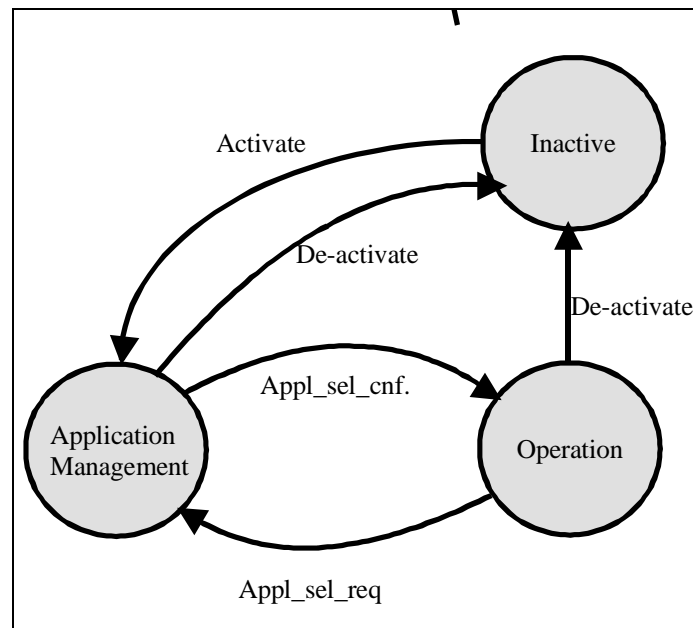 Activate
Inactive
De-activate
De-activate
Appl_sel_cnf.
Application
Management
Operation
Appl_sel_req